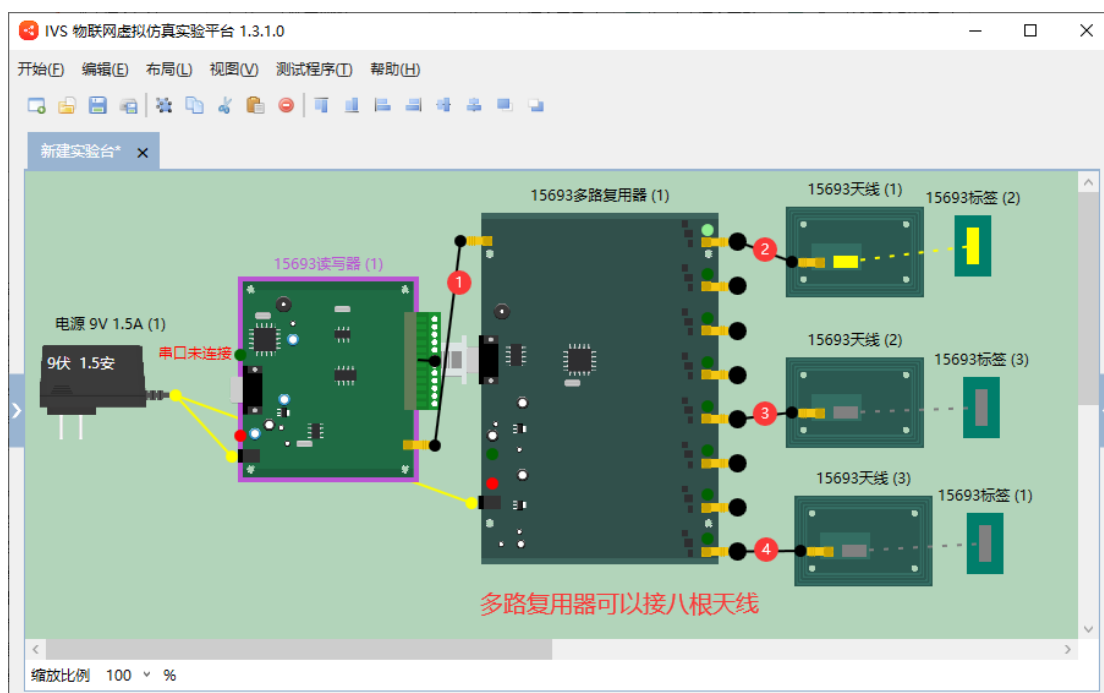 IVS 物联网虚拟仿真实验平台 1.3.1.0
开始(F) 编辑(E) 布局(L) 视图(V) 测试程序(T) 帮助(H)
新建实验台*
15693多路复用器 (1)
15693天线 (1)
15693标签 (2)
15693读写器 (1)
1
2
电源 9V 1.5A (1)
串口未连接
9伏 1.5安
15693天线 (2)
15693标签 (3)
3
15693天线 (3)
15693标签 (1)
4
多路复用器可以接八根天线
缩放比例 100 %